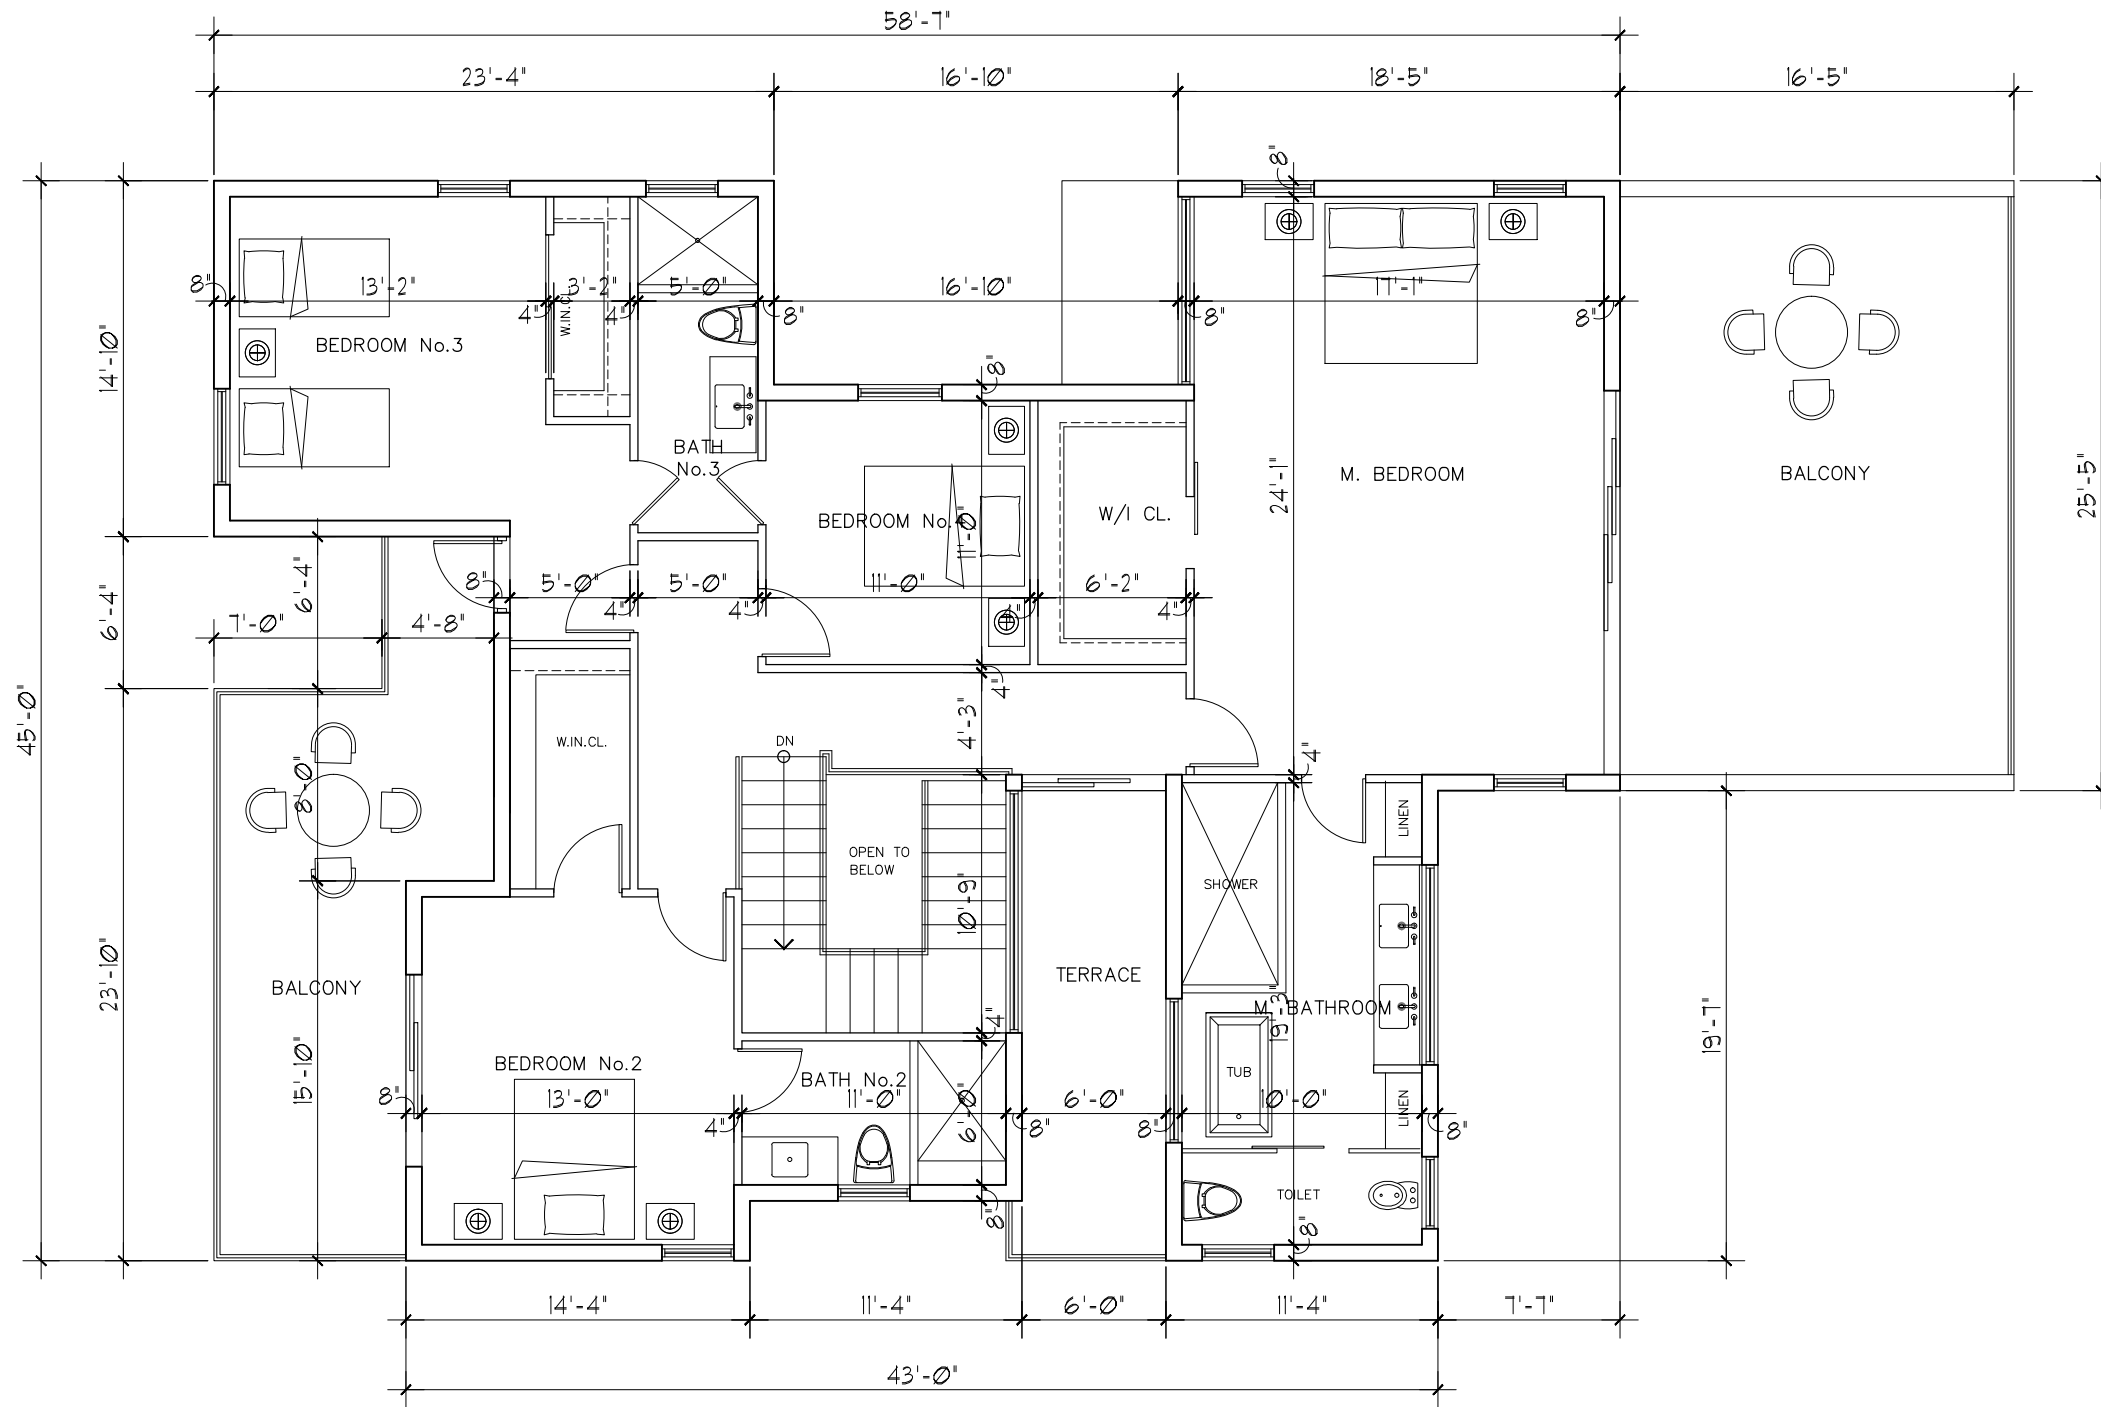 58'-7"
23'-4"
16'-10"
18'-5"
16'-5"
8"
8"
13'-2"
3'-2"
5'-0"
16'-10"
17'-1"
4"
W.IN.CL.
4"
8"
8"
8"
14'-10"
BEDROOM No.3
8"
BATH
No.3
24'-1"
M. BEDROOM
BALCONY
25'-5"
BEDROOM No.4
11'-0"
W/I CL.
6'-4"
6'-4"
8"
5'-0"
5'-0"
11'-0"
6'-2"
4"
4"
4"
4"
7'-0"
4'-8"
4"
45'-0"
4'-3"
W.IN.CL.
DN
4"
8'-0"
LINEN
19'-7"
OPEN TO
BELOW
SHOWER
10'-9"
23'-10"
BALCONY
TERRACE
M. BATHROOM
19'-3"
4"
15'-10"
BEDROOM No.2
BATH No.2
TUB
8"
13'-0"
11'-0"
6'-0"
6'-0"
10'-0"
LINEN
4"
8"
8"
8"
TOILET
8"
8"
14'-4"
11'-4"
6'-0"
11'-4"
7'-7"
43'-0"